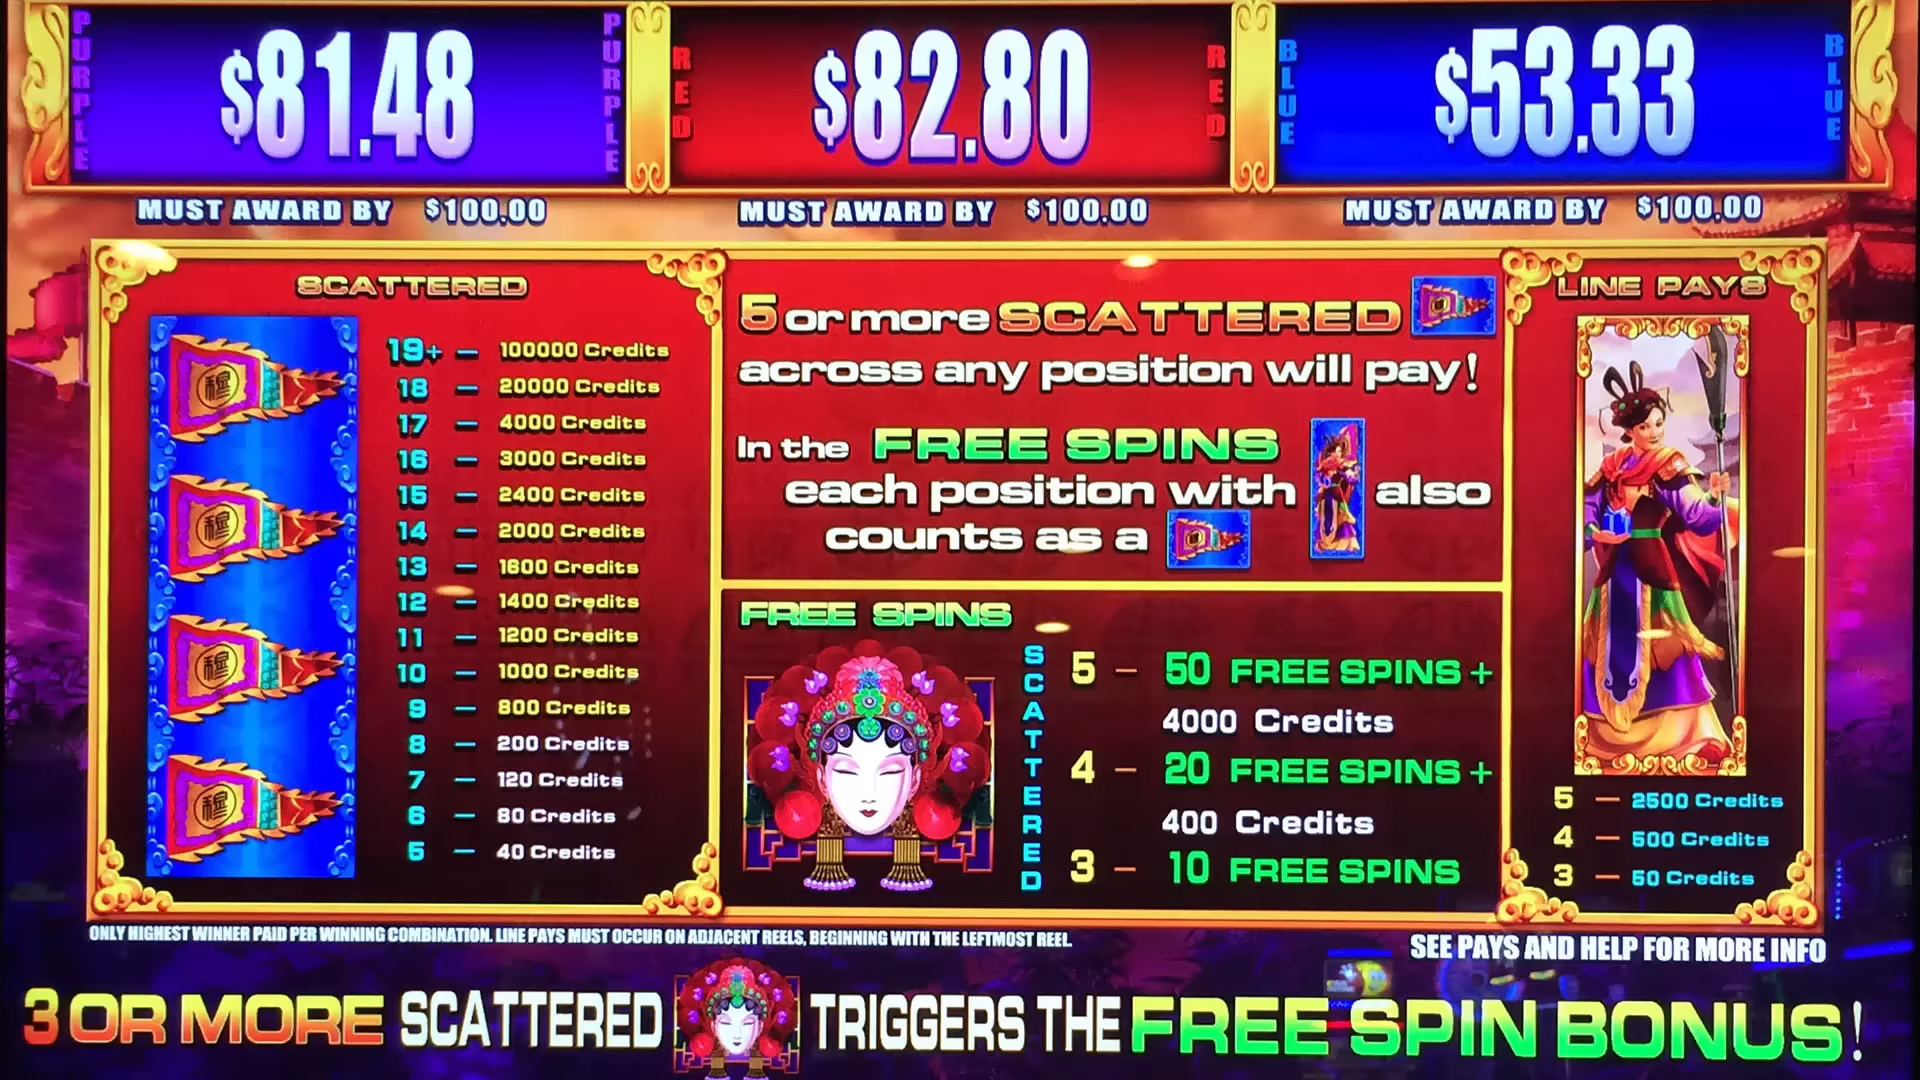 PURPLE $81.48 PURPLE
RED $82.80 RED
BLUE $53.33 BLUE
MUST AWARD BY $100.00
MUST AWARD BY $100.00
MUST AWARD BY $100.00
SCATTERED
穆
穆
穆
穆
19+ — 100000 Credits
18 — 20000 Credits
17 — 4000 Credits
16 — 3000 Credits
15 — 2400 Credits
14 — 2000 Credits
13 — 1600 Credits
12 — 1400 Credits
11 — 1200 Credits
10 — 1000 Credits
9 — 800 Credits
8 — 200 Credits
7 — 120 Credits
6 — 80 Credits
5 — 40 Credits
5 or more SCATTERED
across any position will pay!
In the FREE SPINS
each position with also
counts as a
FREE SPINS
SCATTERED
5 – 50 FREE SPINS +
4000 Credits
4 – 20 FREE SPINS +
400 Credits
3 – 10 FREE SPINS
LINE PAYS
5 — 2500 Credits
4 — 500 Credits
3 — 50 Credits
ONLY HIGHEST WINNER PAID PER WINNING COMBINATION. LINE PAYS MUST OCCUR ON ADJACENT REELS, BEGINNING WITH THE LEFTMOST REEL.
SEE PAYS AND HELP FOR MORE INFO
3 OR MORE SCATTERED TRIGGERS THE FREE SPIN BONUS!